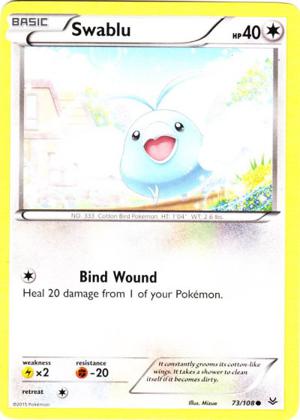 BASIC
Swablu
HP 40
NO. 333 Cotton Bird Pokémon HT: 1'04" WT: 2.6 lbs.
Bind Wound
Heal 20 damage from 1 of your Pokémon.
weakness
×2
resistance
-20
retreat
It constantly grooms its cotton-like
wings. It takes a shower to clean
itself if it becomes dirty.
©2015 Pokémon
Illus. Mizue
73/108